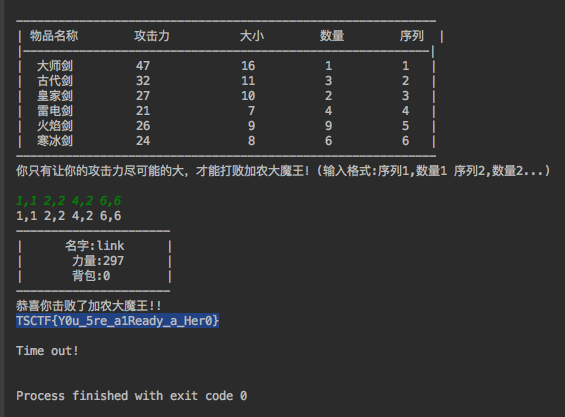 物品名称 攻击力 大小 数量 序列
大师剑 47 16 1 1
古代剑 32 11 3 2
皇家剑 27 10 2 3
雷电剑 21 7 4 4
火焰剑 26 9 9 5
寒冰剑 24 8 6 6
你只有让你的攻击力尽可能的大，才能打败加农大魔王!(输入格式:序列1,数量1 序列2,数量2...)
1,1 2,2 4,2 6,6
1,1 2,2 4,2 6,6
名字:link
力量:297
背包:0
恭喜你击败了加农大魔王!!
TSCTF{Y0u_5re_a1Ready_a_Her0}
Time out!
Process finished with exit code 0